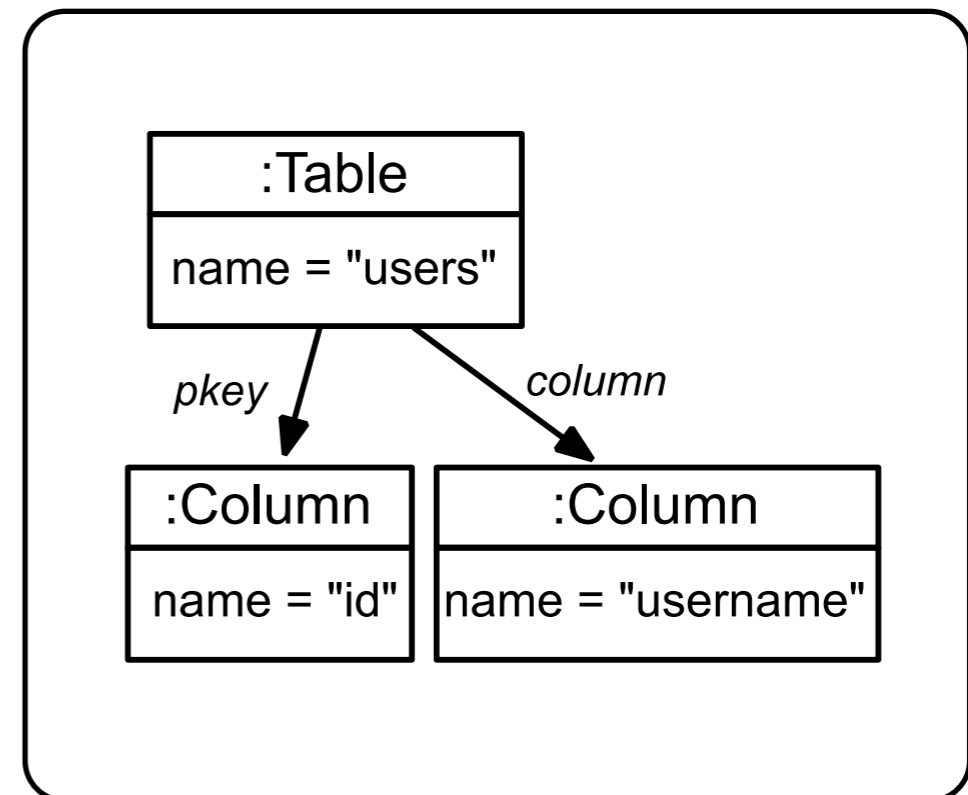 :Table
name = "users"
pkey
column
:Column
name = "id"
:Column
name = "username"